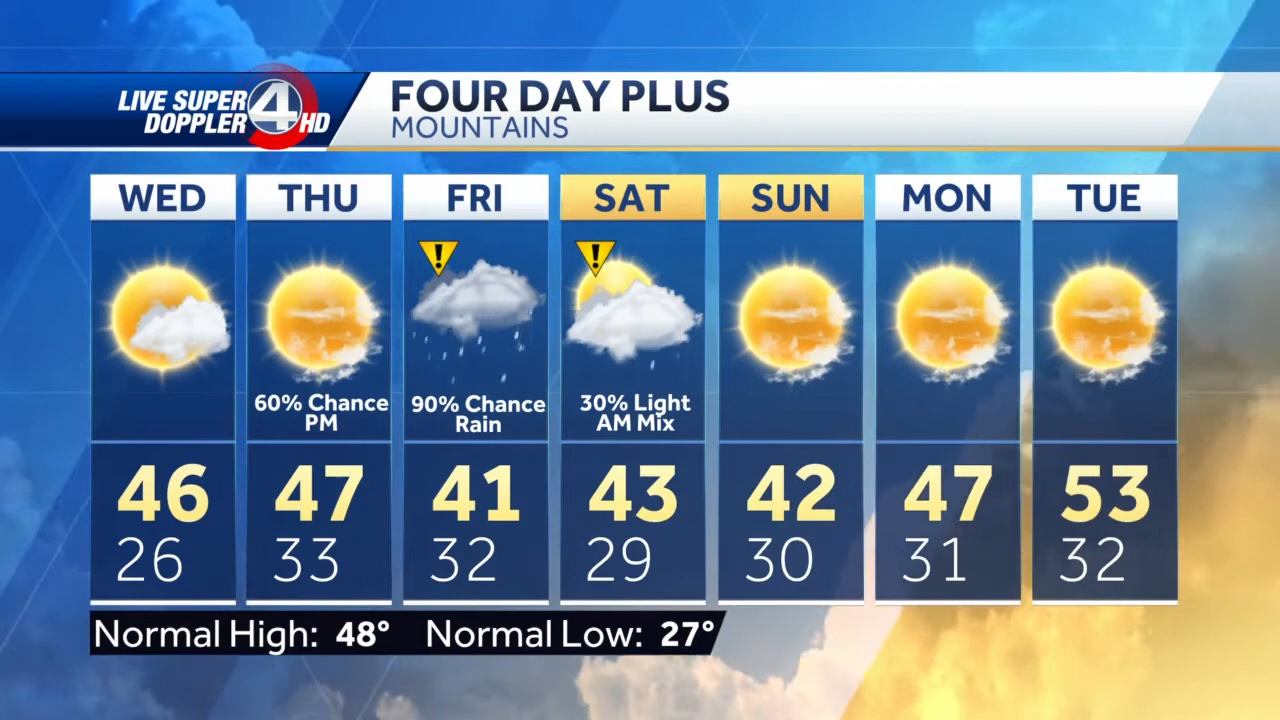 LIVE SUPER
DOPPLER 4 HD
FOUR DAY PLUS
MOUNTAINS
WED THU FRI SAT SUN MON TUE
! !
60% Chance 90% Chance 30% Light
PM Rain AM Mix
46 47 41 43 42 47 53
26 33 32 29 30 31 32
Normal High: 48° Normal Low: 27°